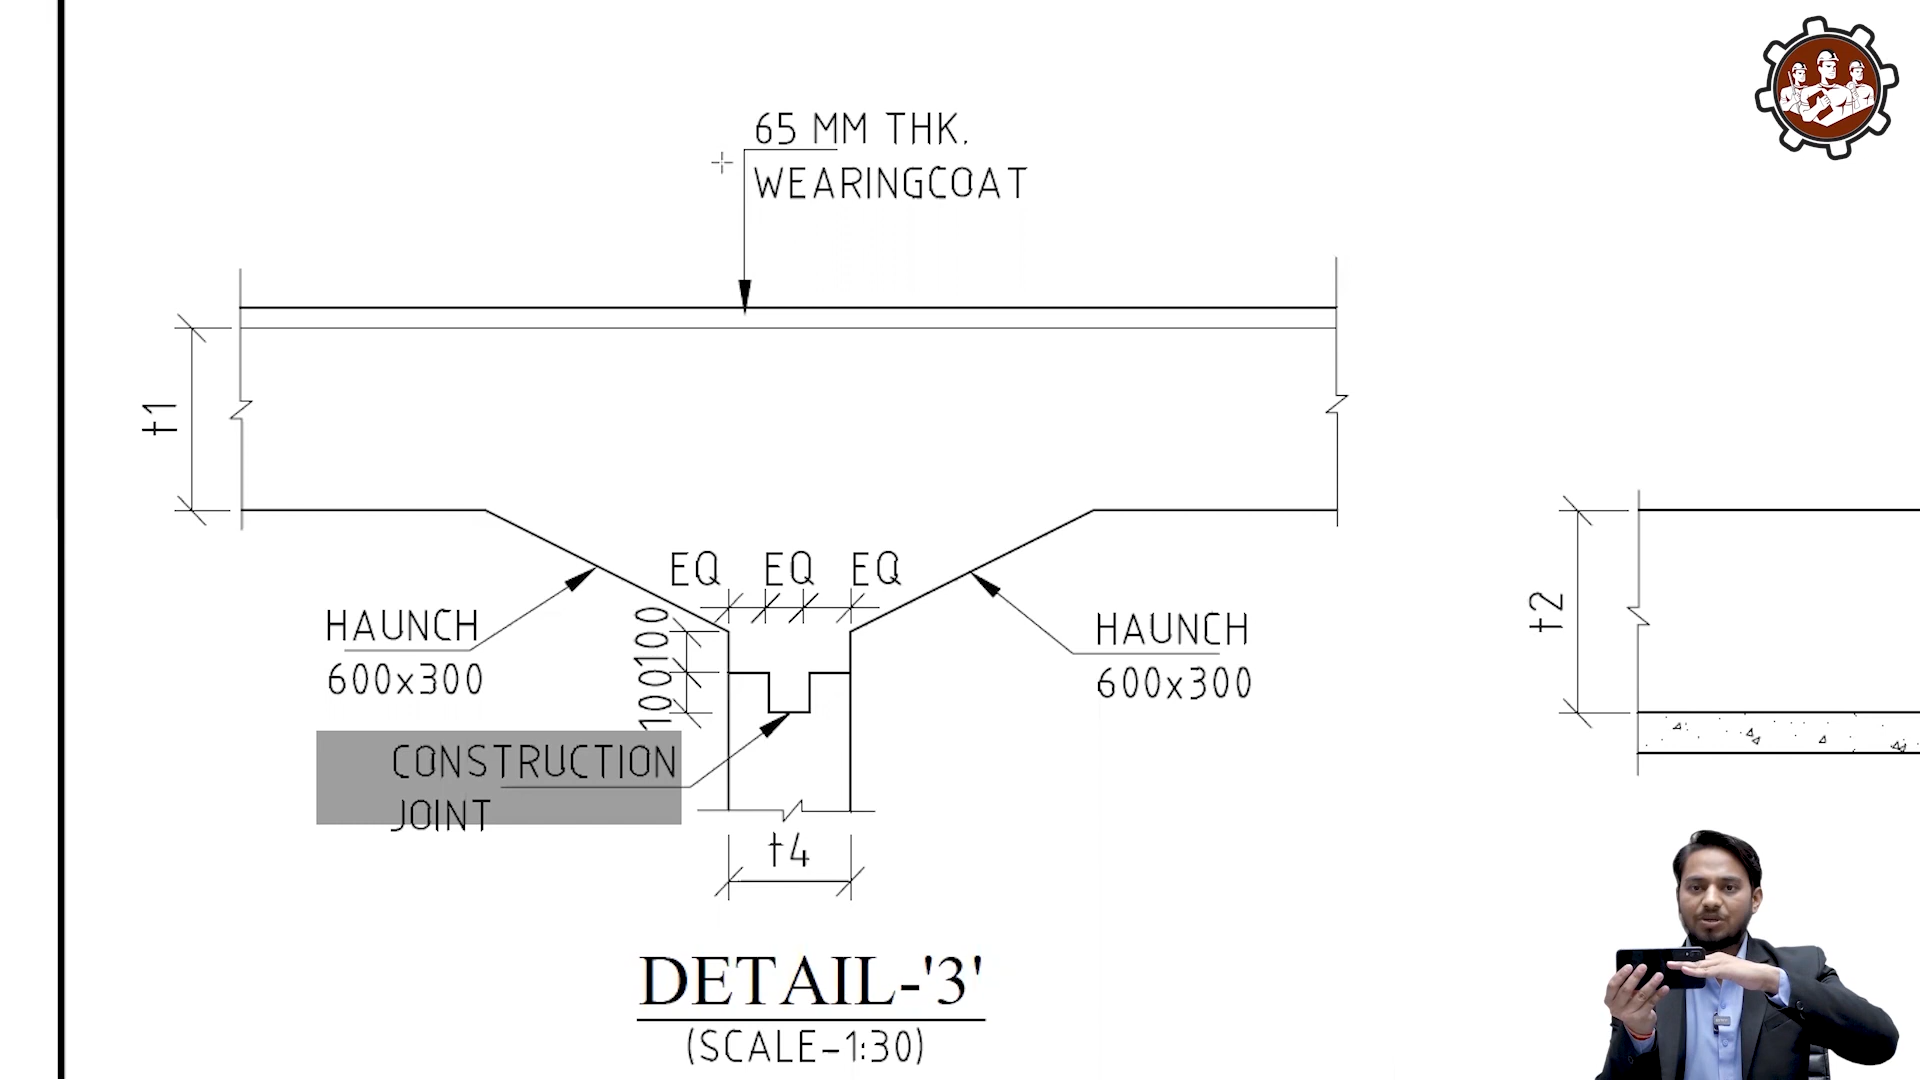 65 MM THK.
WEARINGCOAT
t1
EQ EQ EQ
HAUNCH
600x300
100
100
HAUNCH
600x300
t2
CONSTRUCTION
JOINT
t4
DETAIL-'3'
(SCALE-1:30)